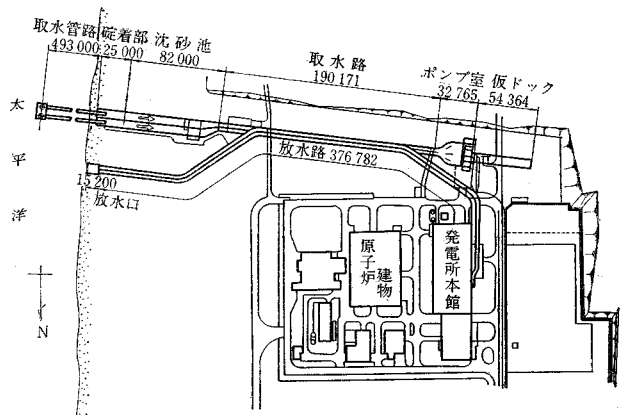 取水管路 碇着部 沈砂池
493 000 25 000 82 000
取水路
190 171
ポンプ室 仮ドック
32 765 54 364
太平洋
放水路 376 782
15 200
放水口
原子炉建物
発電所本館
N